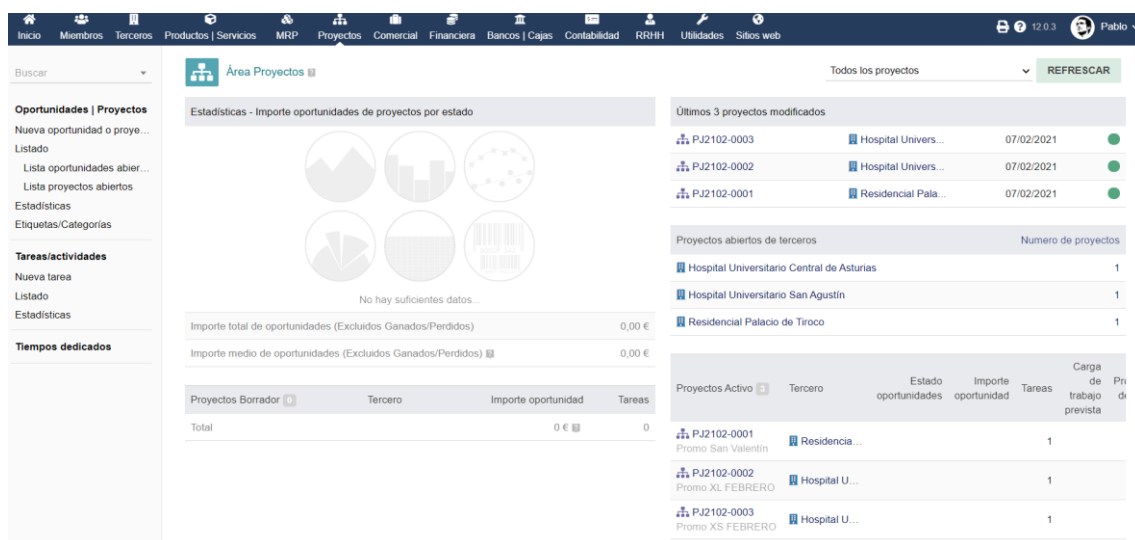 Inicio Miembros Terceros Productos | Servicios MRP Proyectos Comercial Financiera Bancos | Cajas Contabilidad RRHH Utilidades Sitios web 12.0.3 Pablo
Buscar
Oportunidades | Proyectos
Nueva oportunidad o proye...
Listado
Lista oportunidades abier...
Lista proyectos abiertos
Estadísticas
Etiquetas/Categorías
Tareas/actividades
Nueva tarea
Listado
Estadísticas
Tiempos dedicados
Área Proyectos
Todos los proyectos REFRESCAR
Estadísticas - Importe oportunidades de proyectos por estado
No hay suficientes datos...
Importe total de oportunidades (Excluidos Ganados/Perdidos) 0,00 €
Importe medio de oportunidades (Excluidos Ganados/Perdidos) 0,00 €
Proyectos Borrador 0 Tercero Importe oportunidad Tareas
Total 0 € 0
Últimos 3 proyectos modificados
PJ2102-0003 Hospital Univers... 07/02/2021
PJ2102-0002 Hospital Univers... 07/02/2021
PJ2102-0001 Residencial Pala... 07/02/2021
Proyectos abiertos de terceros Numero de proyectos
Hospital Universitario Central de Asturias 1
Hospital Universitario San Agustín 1
Residencial Palacio de Tiroco 1
Proyectos Activo 3 Tercero Estado oportunidades Importe oportunidad Tareas Carga de trabajo prevista
PJ2102-0001 Residencia... 1
Promo San Valentín
PJ2102-0002 Hospital U... 1
Promo XL FEBRERO
PJ2102-0003 Hospital U... 1
Promo XS FEBRERO